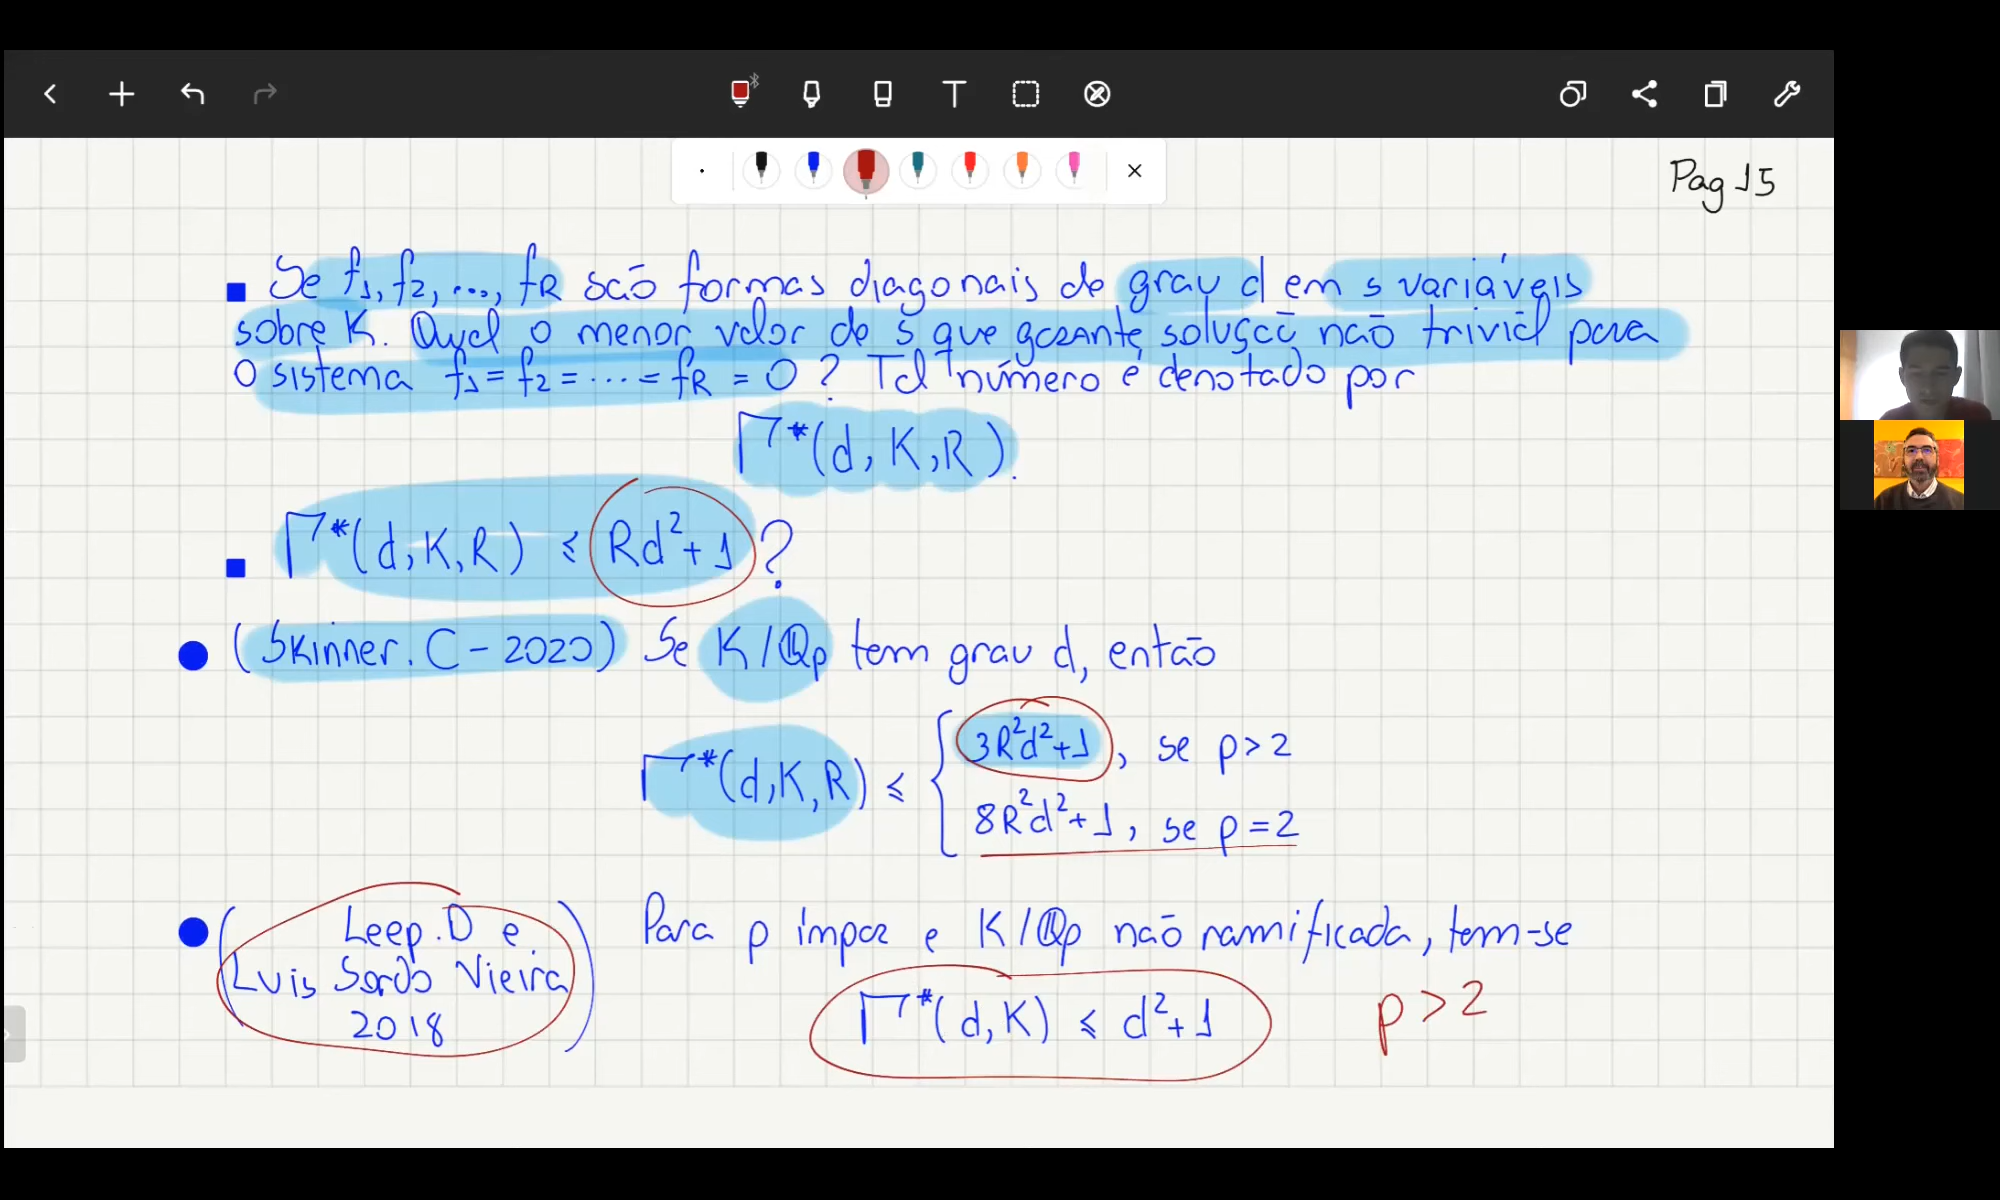 Pag 15
Se f₁, f₂, ..., fR são formas diagonais de grau d em s variáveis
sobre K. Qual o menor valor de s que garante solução não trivial para
o sistema f₁ = f₂ = ... = fR = 0 ? Tal número é denotado por
Γ*(d, K, R).
Γ*(d, K, R) ≤ Rd²+1 ?
(Skinner. C - 2020) Se K/ℚp tem grau d, então
Γ*(d, K, R) ≤ { 3R²d²+1, se p > 2
8R²d²+1, se p = 2
(Leep. D e
Luis Sordo Vieira
2018)
Para p ímpar e K/ℚp não ramificada, tem-se
Γ*(d, K) ≤ d²+1
p > 2